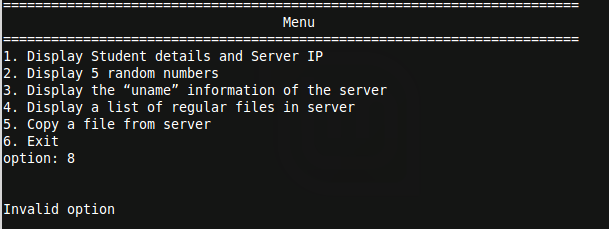 ========================================================================
Menu
========================================================================
1. Display Student details and Server IP
2. Display 5 random numbers
3. Display the “uname” information of the server
4. Display a list of regular files in server
5. Copy a file from server
6. Exit
option: 8
Invalid option